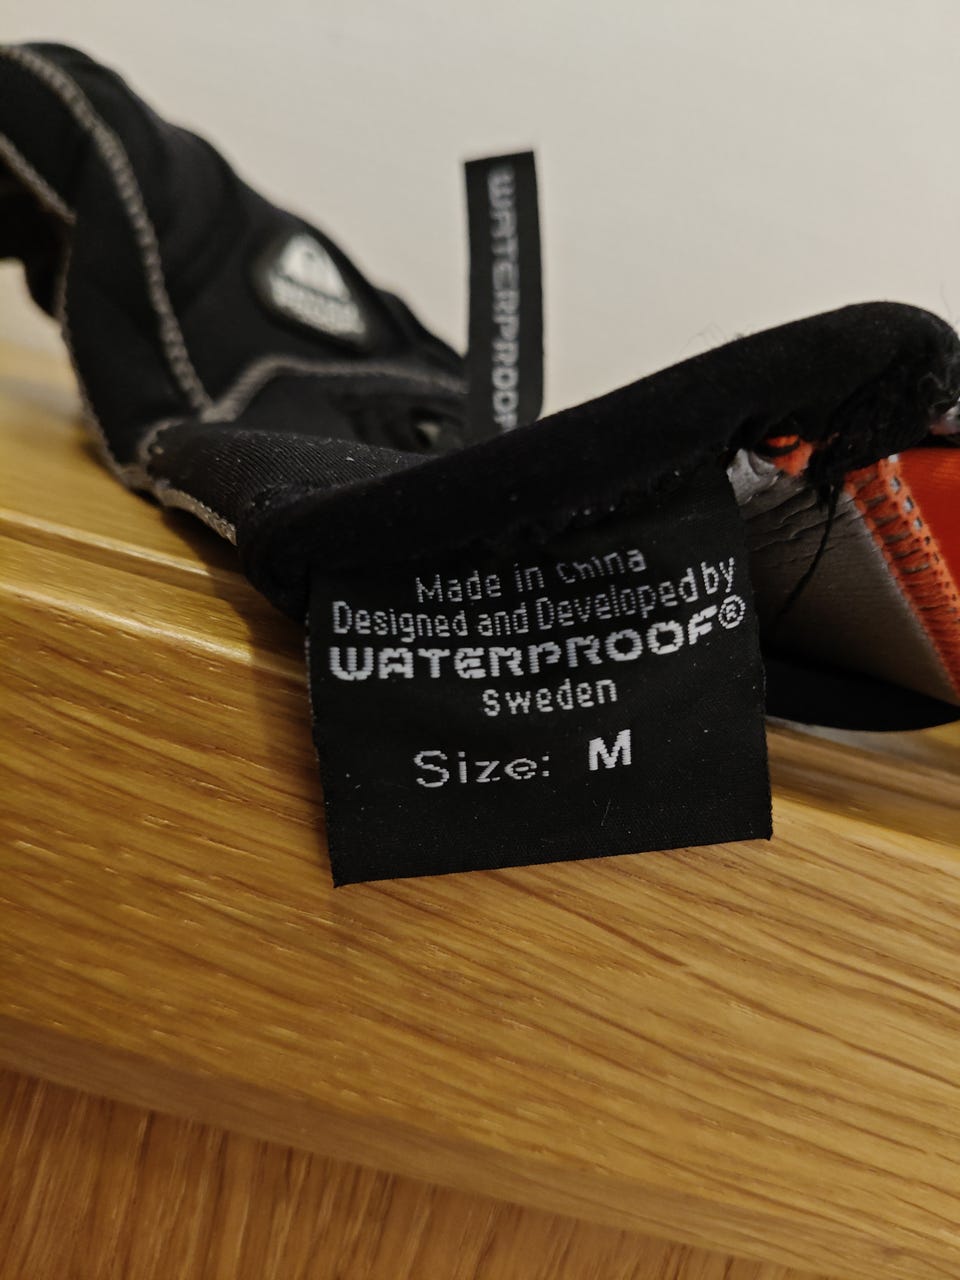 WATERPROOF
Made in China
Designed and Developed by
WATERPROOF®
Sweden
Size: M